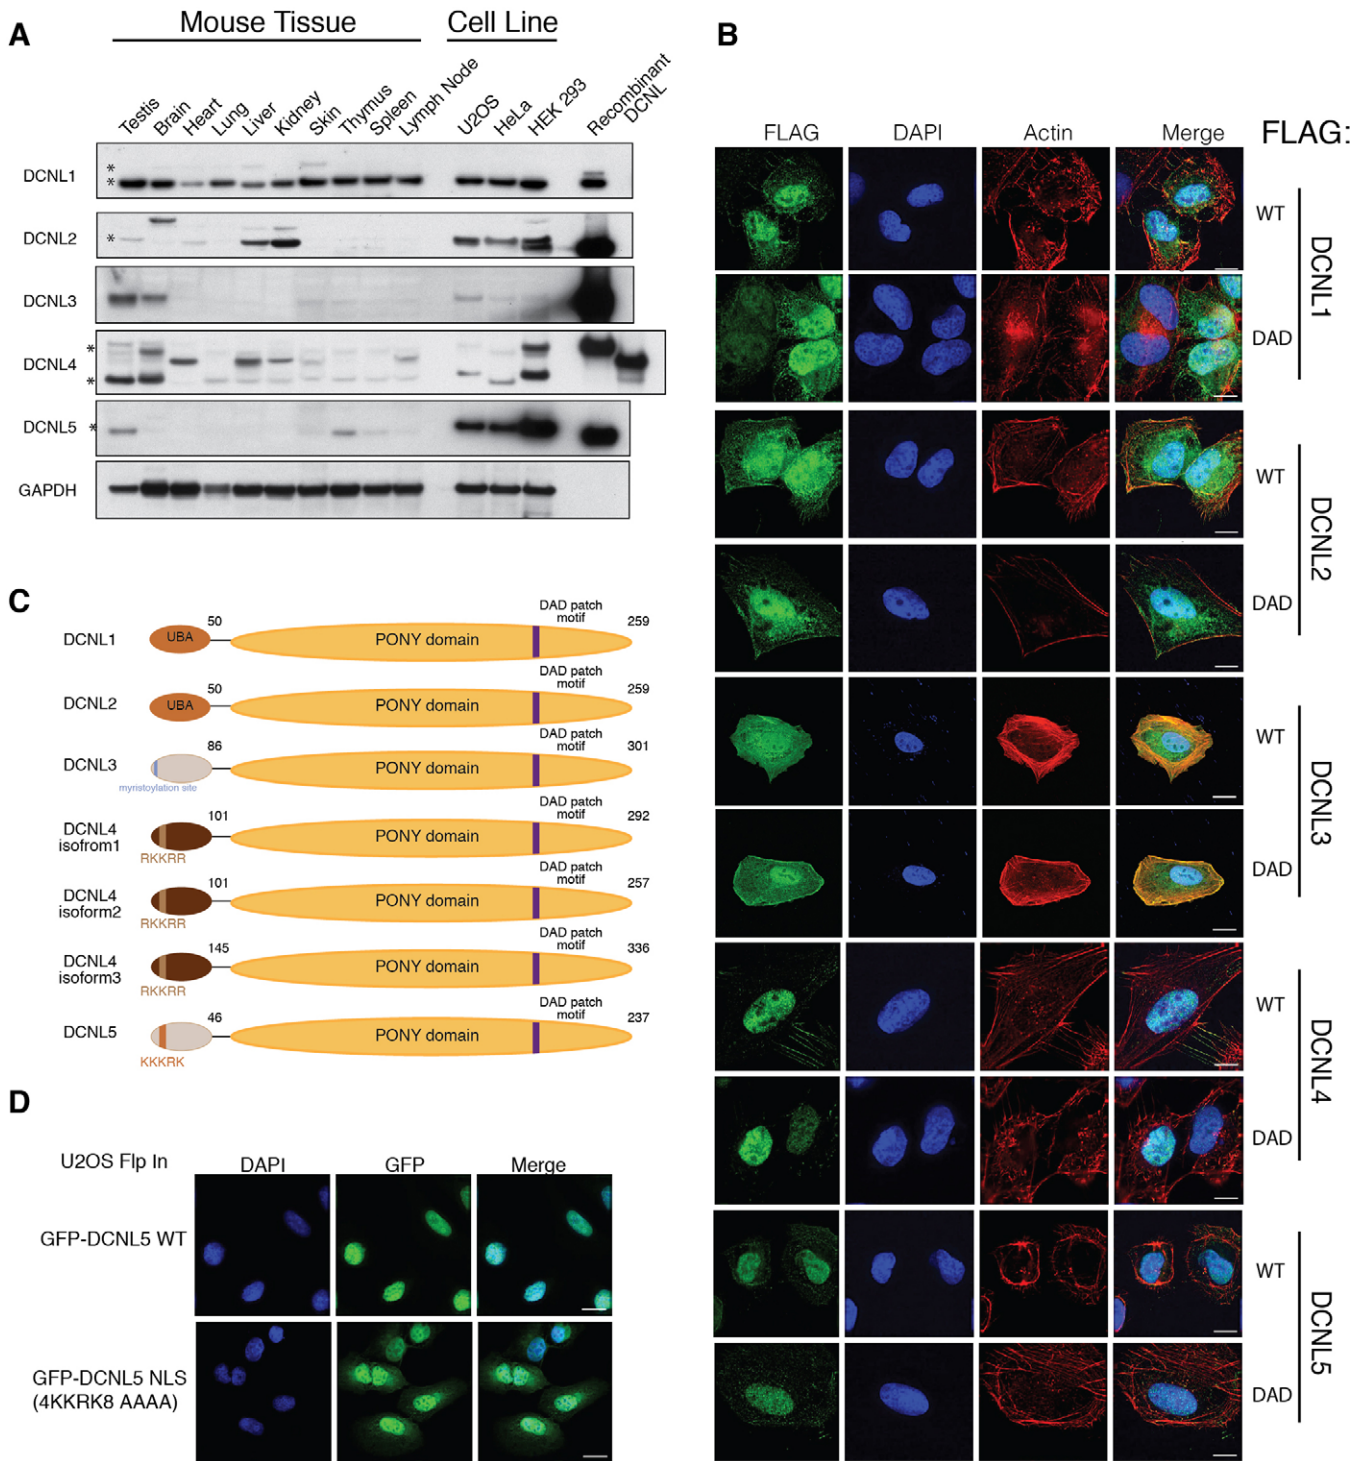 A
Mouse Tissue
Cell Line
Testis
Brain
Heart
Lung
Liver
Kidney
Skin
Thymus
Spleen
Lymph Node
U2OS
HeLa
HEK 293
Recombinant
DCNL
DCNL1
*
*
DCNL2
*
DCNL3
DCNL4
*
*
DCNL5
*
GAPDH
B
FLAG
DAPI
Actin
Merge
FLAG:
WT
DAD
DCNL1
WT
DAD
DCNL2
WT
DAD
DCNL3
WT
DAD
DCNL4
WT
DAD
DCNL5
C
DCNL1
UBA
50
PONY domain
DAD patch
motif
259
DCNL2
UBA
50
PONY domain
DAD patch
motif
259
DCNL3
86
PONY domain
DAD patch
motif
301
myristoylation site
DCNL4
isofrom1
101
PONY domain
DAD patch
motif
292
RKKRR
DCNL4
isoform2
101
PONY domain
DAD patch
motif
257
RKKRR
DCNL4
isoform3
145
PONY domain
DAD patch
motif
336
RKKRR
DCNL5
46
PONY domain
DAD patch
motif
237
KKKRK
D
U2OS Flp In
DAPI
GFP
Merge
GFP-DCNL5 WT
GFP-DCNL5 NLS
(4KKRK8 AAAA)